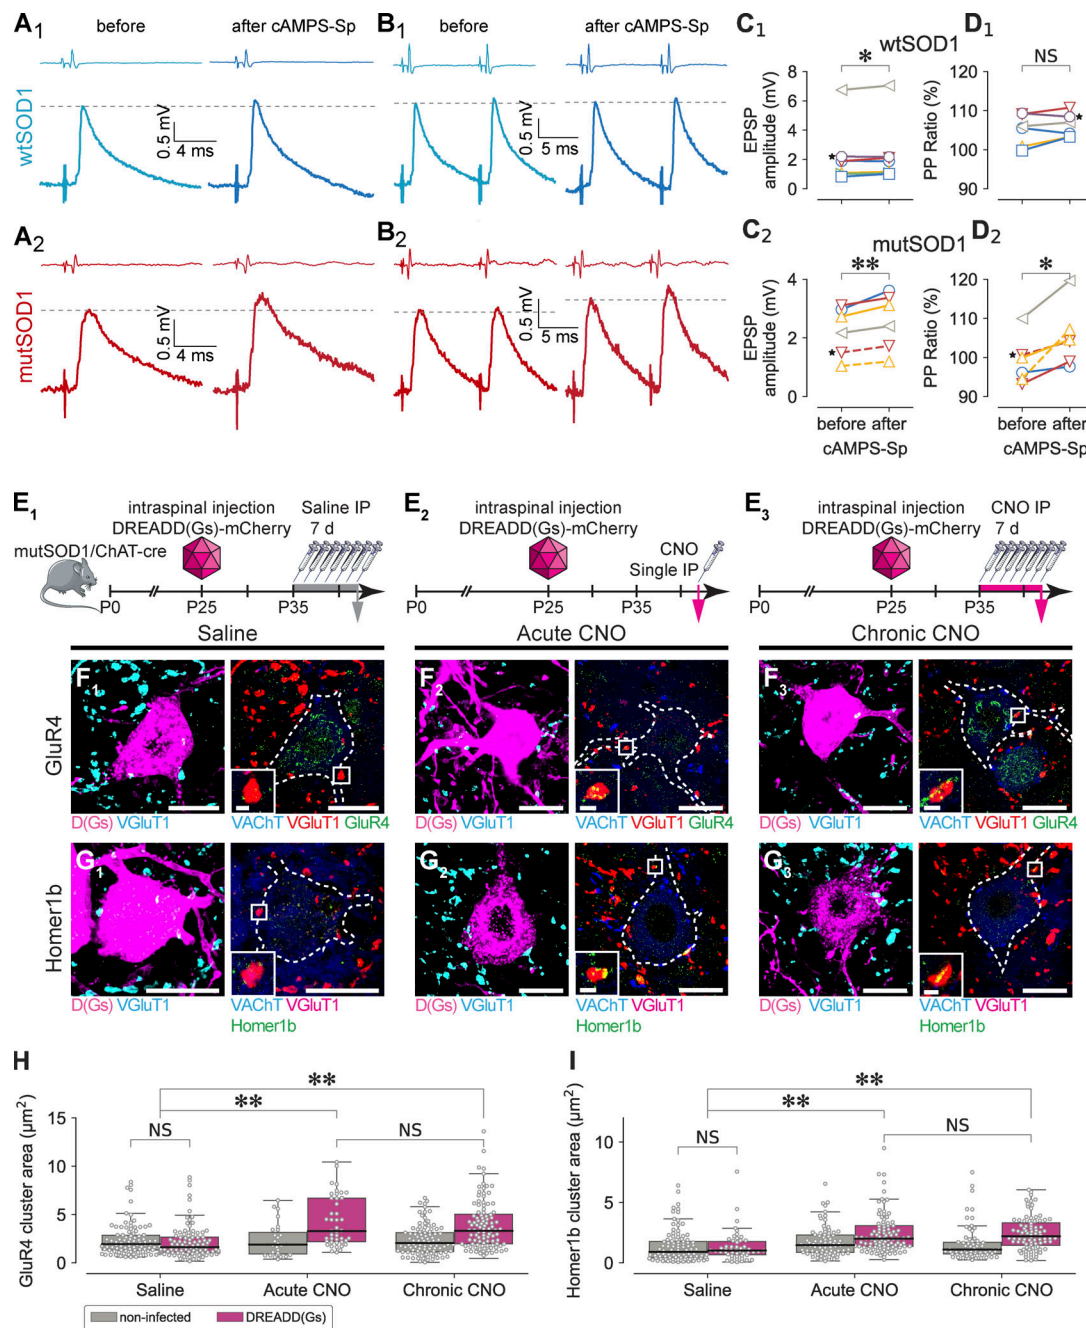 A1 before after cAMPS-Sp B1 before after cAMPS-Sp C1 wtSOD1 D1
wtSOD1
0.5 mV
4 ms
0.5 mV
5 ms
EPSP
amplitude (mV)
8
6
4
2
0
*
*
PP Ratio (%)
120
110
100
90
NS
*
A2 B2 C2 mutSOD1 D2
mutSOD1
0.5 mV
4 ms
0.5 mV
5 ms
EPSP
amplitude (mV)
4
2
0
**
*
before after
cAMPS-Sp
PP Ratio (%)
120
110
100
90
*
*
before after
cAMPS-Sp
E1 intraspinal injection Saline IP
DREADD(Gs)-mCherry 7 d
mutSOD1/ChAT-cre
P0 P25 P35
Saline
E2 intraspinal injection
DREADD(Gs)-mCherry
CNO
Single IP
P0 P25 P35
Acute CNO
E3 intraspinal injection CNO IP
DREADD(Gs)-mCherry 7 d
P0 P25 P35
Chronic CNO
GluR4
F1 F2 F3
D(Gs) VGluT1 VAChT VGluT1 GluR4 D(Gs) VGluT1 VAChT VGluT1 GluR4 D(Gs) VGluT1 VAChT VGluT1 GluR4
Homer1b
G1 G2 G3
D(Gs) VGluT1 VAChT VGluT1 D(Gs) VGluT1 VAChT VGluT1 D(Gs) VGluT1 VAChT VGluT1
Homer1b Homer1b Homer1b
H
GluR4 cluster area (µm²)
15
10
5
0
**
**
NS NS
Saline Acute CNO Chronic CNO
non-infected DREADD(Gs)
I
Homer1b cluster area (µm²)
10
5
0
**
**
NS NS
Saline Acute CNO Chronic CNO